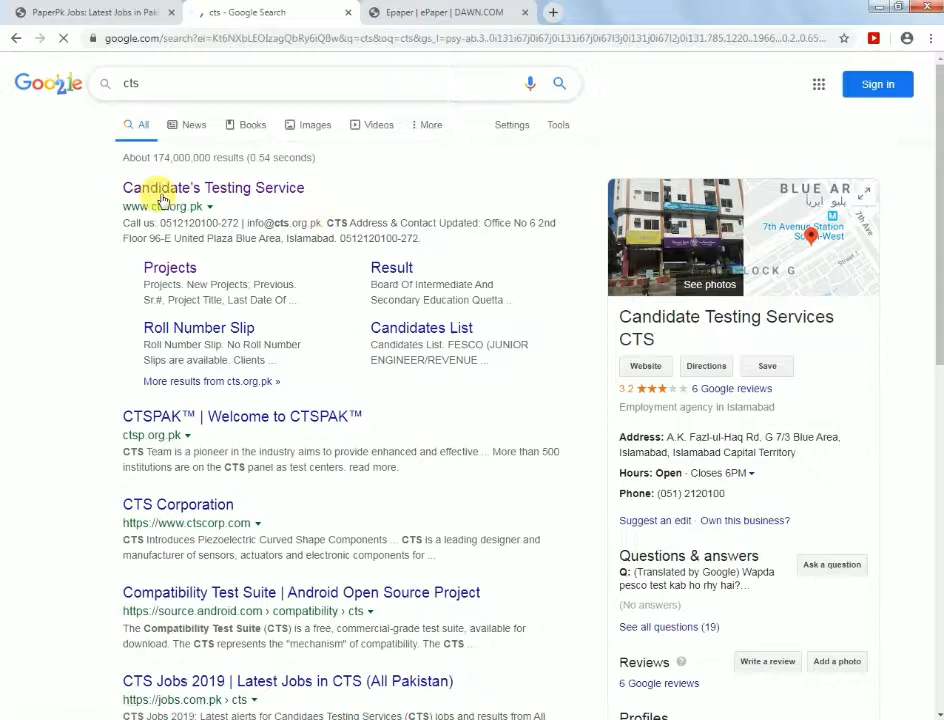 PaperPk Jobs: Latest Jobs in Paki
cts - Google Search
Epaper | ePaper | DAWN.COM
google.com/search?ei=Kt6NXbLEOIzagQbRy6iQBw&q=cts&oq=cts&gs_l=psy-ab.3..0i131i67j0i67j0i131i67l3j0i131j0i67l2j0i131.785.1220..1966...0.2..0.65...
cts
Sign in
All News Books Images Videos More Settings Tools
About 174,000,000 results (0.54 seconds)
Candidate's Testing Service
www.cts.org.pk
Call us. 0512120100-272 | info@cts.org.pk. CTS Address & Contact Updated: Office No 6 2nd
Floor 96-E United Plaza Blue Area, Islamabad. 0512120100-272.
Projects
Projects. New Projects; Previous.
Sr.#, Project Title, Last Date Of ...
Result
Board Of Intermediate And
Secondary Education Quetta ...
Roll Number Slip
Roll Number Slip. No Roll Number
Slips are available. Clients ...
Candidates List
Candidates List. FESCO (JUNIOR
ENGINEER/REVENUE ...
More results from cts.org.pk »
CTSPAK™ | Welcome to CTSPAK™
ctsp.org.pk
CTS Team is a pioneer in the industry aims to provide enhanced and effective ... More than 500
institutions are on the CTS panel as test centers. read more.
CTS Corporation
https://www.ctscorp.com
CTS Introduces Piezoelectric Curved Shape Components ... CTS is a leading designer and
manufacturer of sensors, actuators and electronic components for ...
Compatibility Test Suite | Android Open Source Project
https://source.android.com › compatibility › cts
The Compatibility Test Suite (CTS) is a free, commercial-grade test suite, available for
download. The CTS represents the "mechanism" of compatibility. The CTS ...
CTS Jobs 2019 | Latest Jobs in CTS (All Pakistan)
https://jobs.com.pk › cts
CTS Jobs 2019: Latest alerts for Candidaes Testing Services (CTS) jobs and results from All
BLUE AR
بليو ايريا
7th Avenue Station
South-West
7th Ave
LOCK G
See photos
Candidate Testing Services
CTS
Website Directions Save
3.2 6 Google reviews
Employment agency in Islamabad
Address: A.K. Fazl-ul-Haq Rd, G 7/3 Blue Area,
Islamabad, Islamabad Capital Territory
Hours: Open · Closes 6PM
Phone: (051) 2120100
Suggest an edit · Own this business?
Questions & answers
Ask a question
Q: (Translated by Google) Wapda
pesco test kab ho rhy hai?...
(No answers)
See all questions (19)
Reviews
Write a review Add a photo
6 Google reviews
Profiles